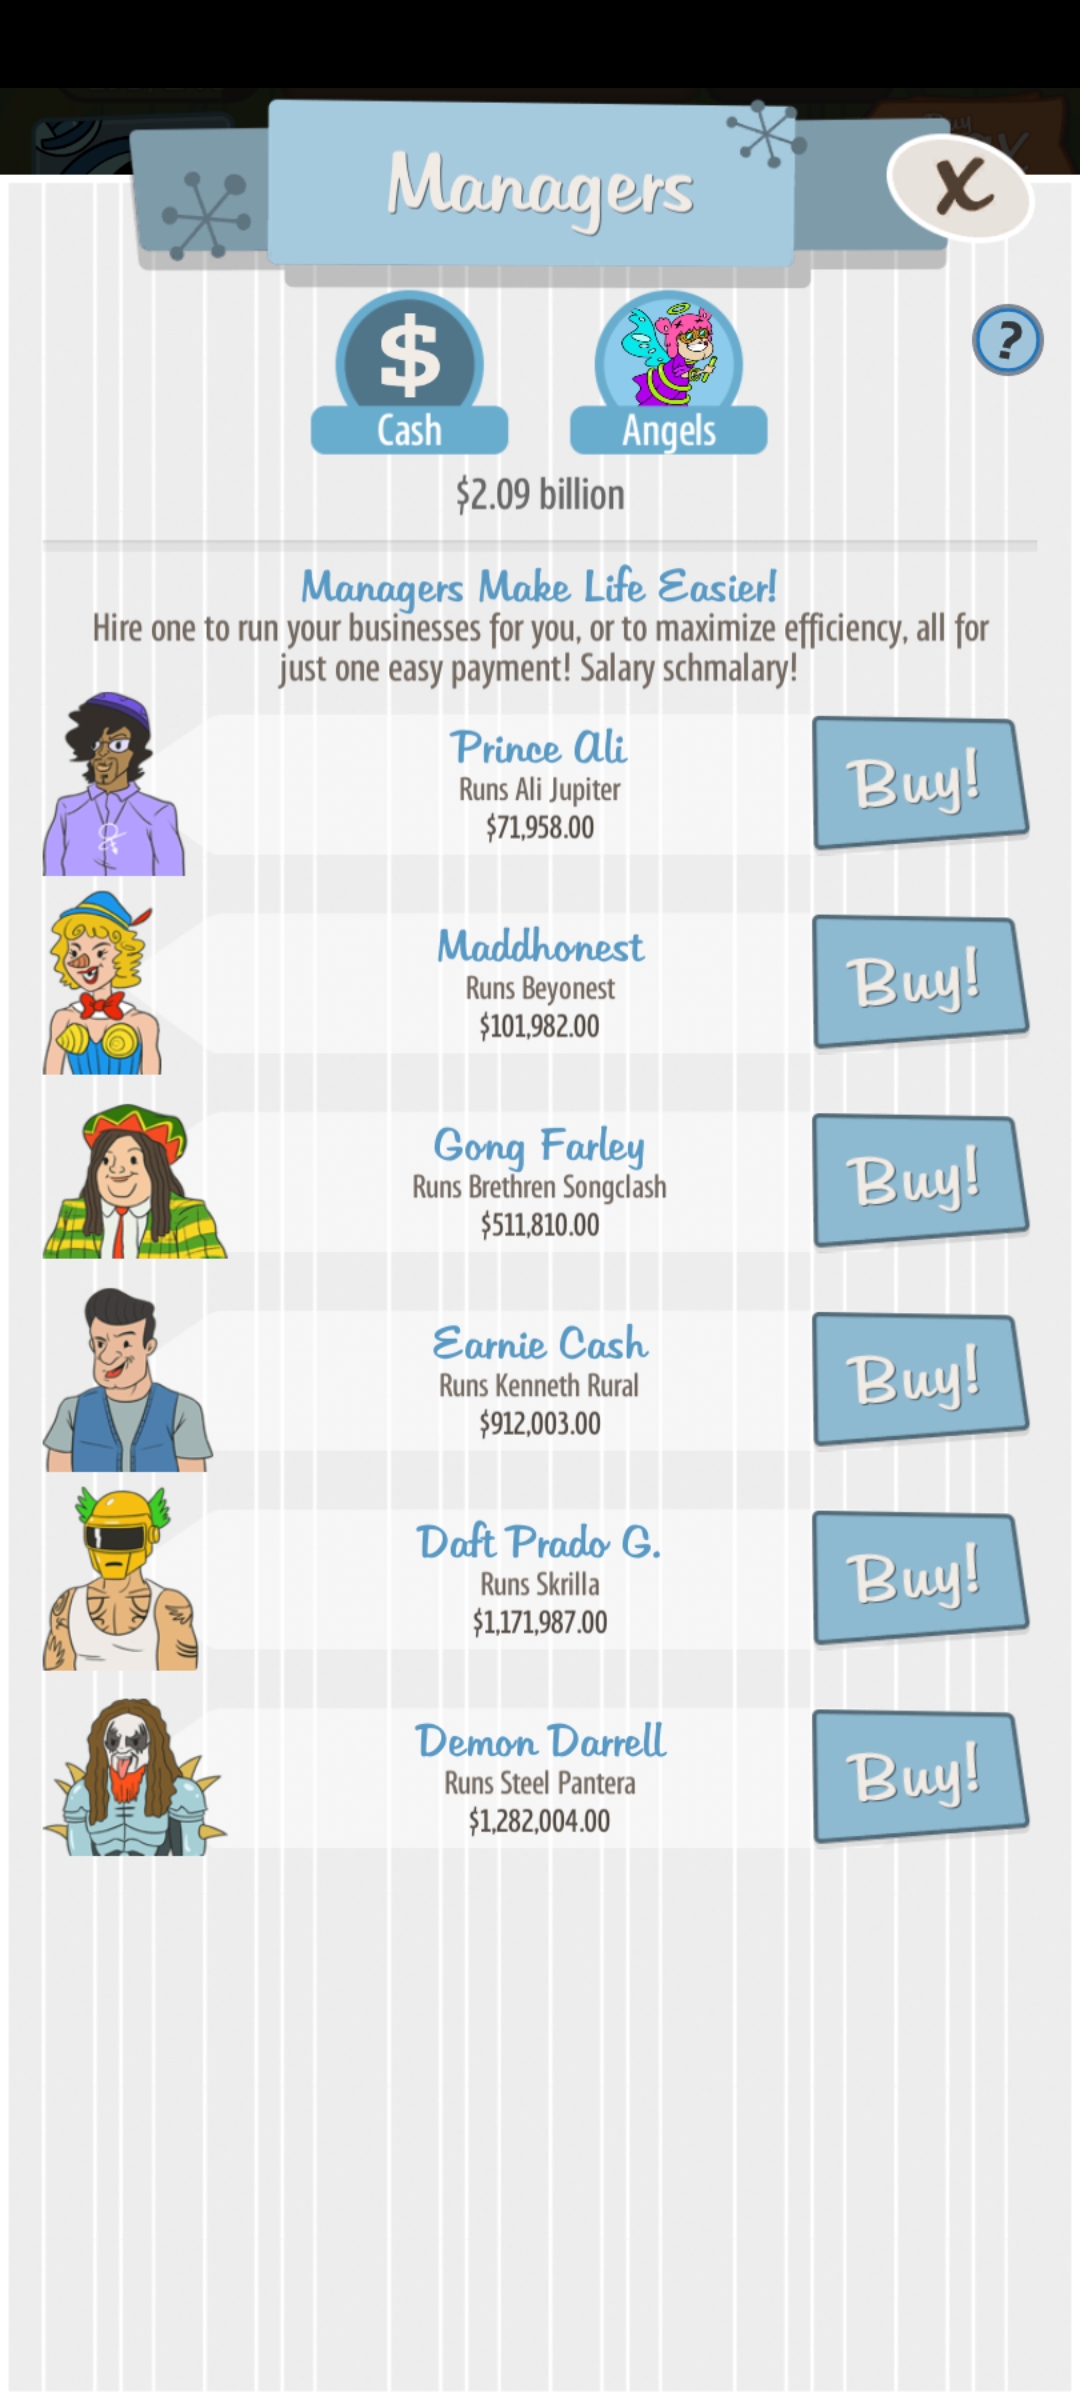 Buy
Managers
X
$
Cash
Angels
?
$2.09 billion
Managers Make Life Easier!
Hire one to run your businesses for you, or to maximize efficiency, all for
just one easy payment! Salary schmalary!
Prince Ali
Runs Ali Jupiter
$71,958.00
Buy!
Maddhonest
Runs Beyonest
$101,982.00
Buy!
Gong Farley
Runs Brethren Songclash
$511,810.00
Buy!
Earnie Cash
Runs Kenneth Rural
$912,003.00
Buy!
Daft Prado G.
Runs Skrilla
$1,171,987.00
Buy!
Demon Darrell
Runs Steel Pantera
$1,282,004.00
Buy!